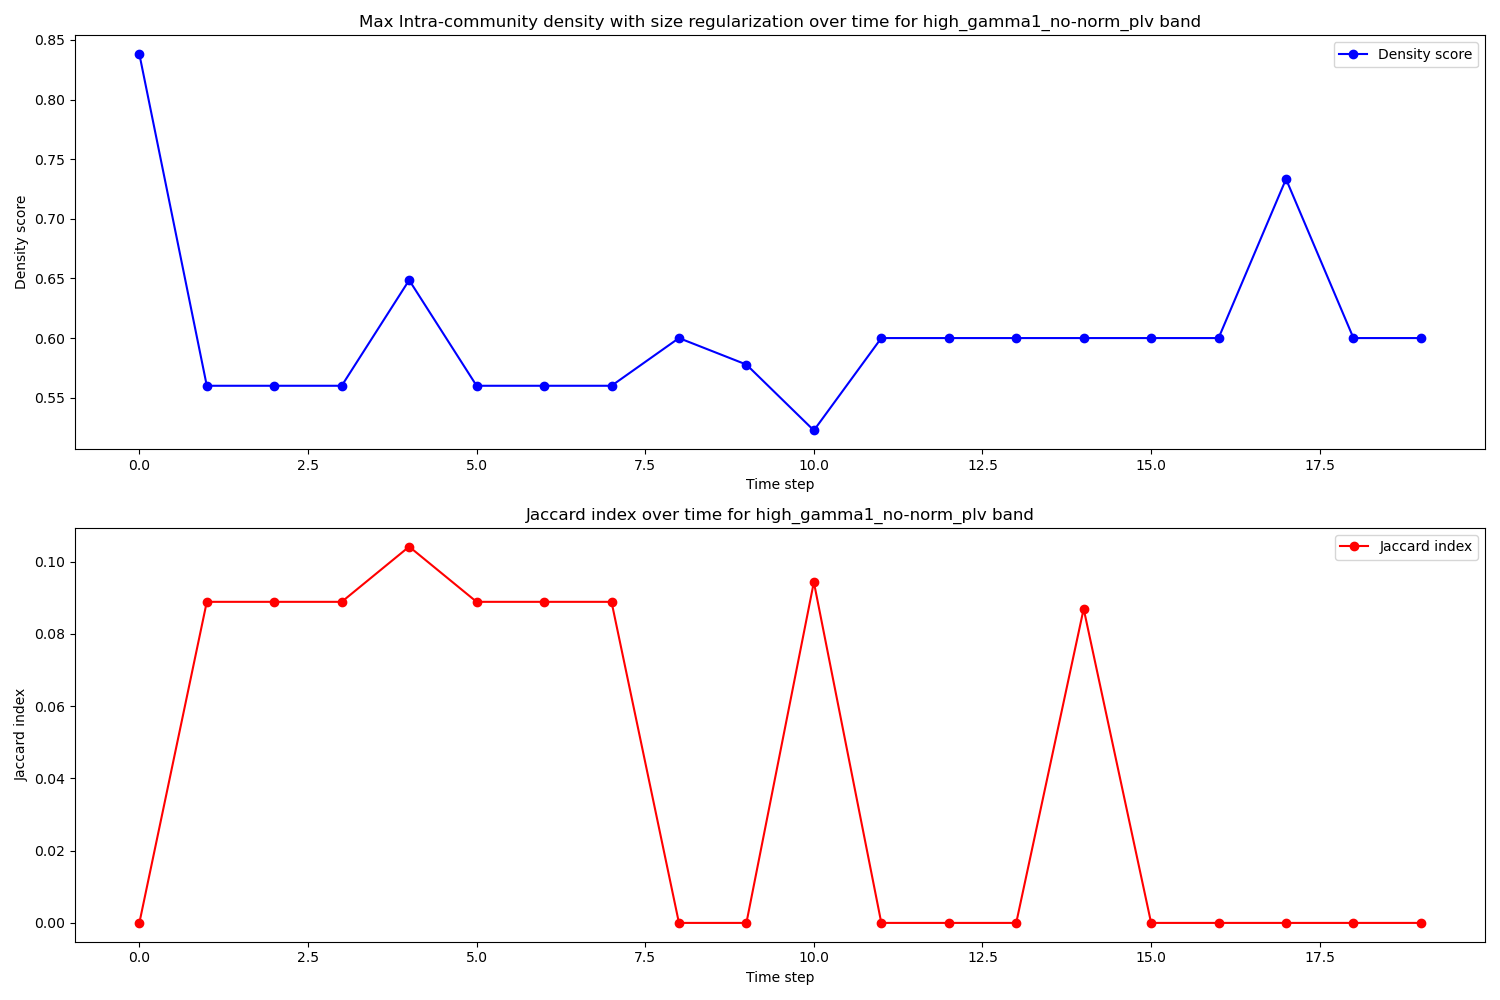 Max Intra-community density with size regularization over time for high_gamma1_no-norm_plv band
Density score
0.85
0.80
0.75
0.70
0.65
0.60
0.55
Density score
0.0 2.5 5.0 7.5 10.0 12.5 15.0 17.5
Time step
Jaccard index over time for high_gamma1_no-norm_plv band
Jaccard index
0.10
0.08
0.06
0.04
0.02
0.00
Jaccard index
0.0 2.5 5.0 7.5 10.0 12.5 15.0 17.5
Time step